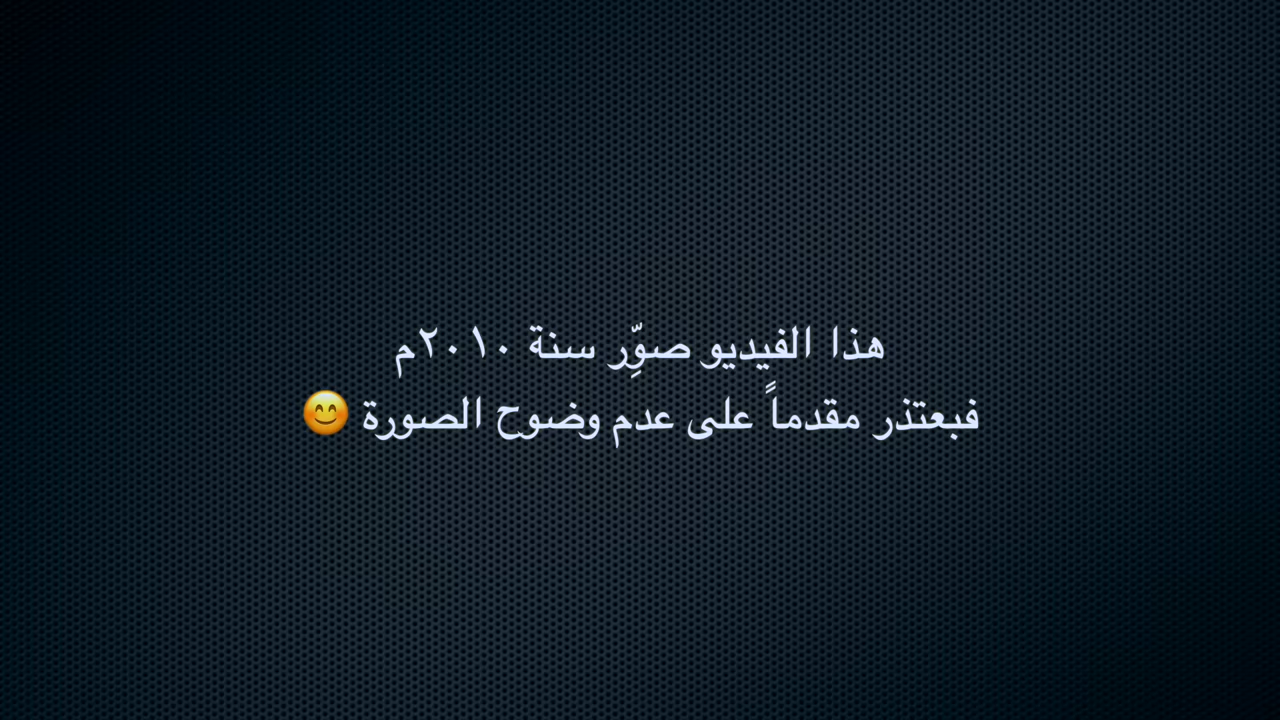 هذا الفيديو صوِّر سنة ٢٠١٠م
فبعتذر مقدماً على عدم وضوح الصورة 😊